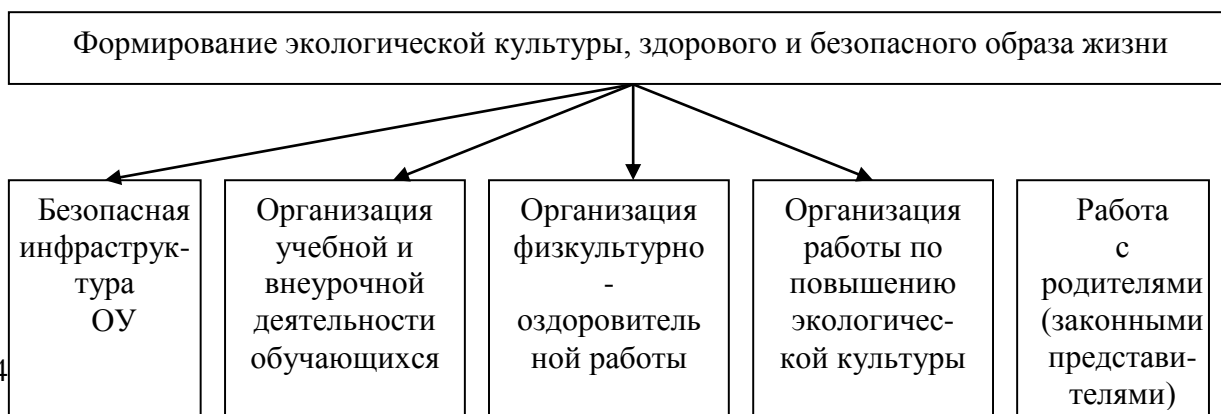 Формирование экологической культуры, здорового и безопасного образа жизни
Безопасная
инфраструк-
тура
ОУ
Организация
учебной и
внеурочной
деятельности
обучающихся
Организация
физкультурно
-
оздоровитель
ной работы
Организация
работы по
повышению
экологичес-
кой культуры
Работа
с
родителями
(законными
представи-
телями)
4